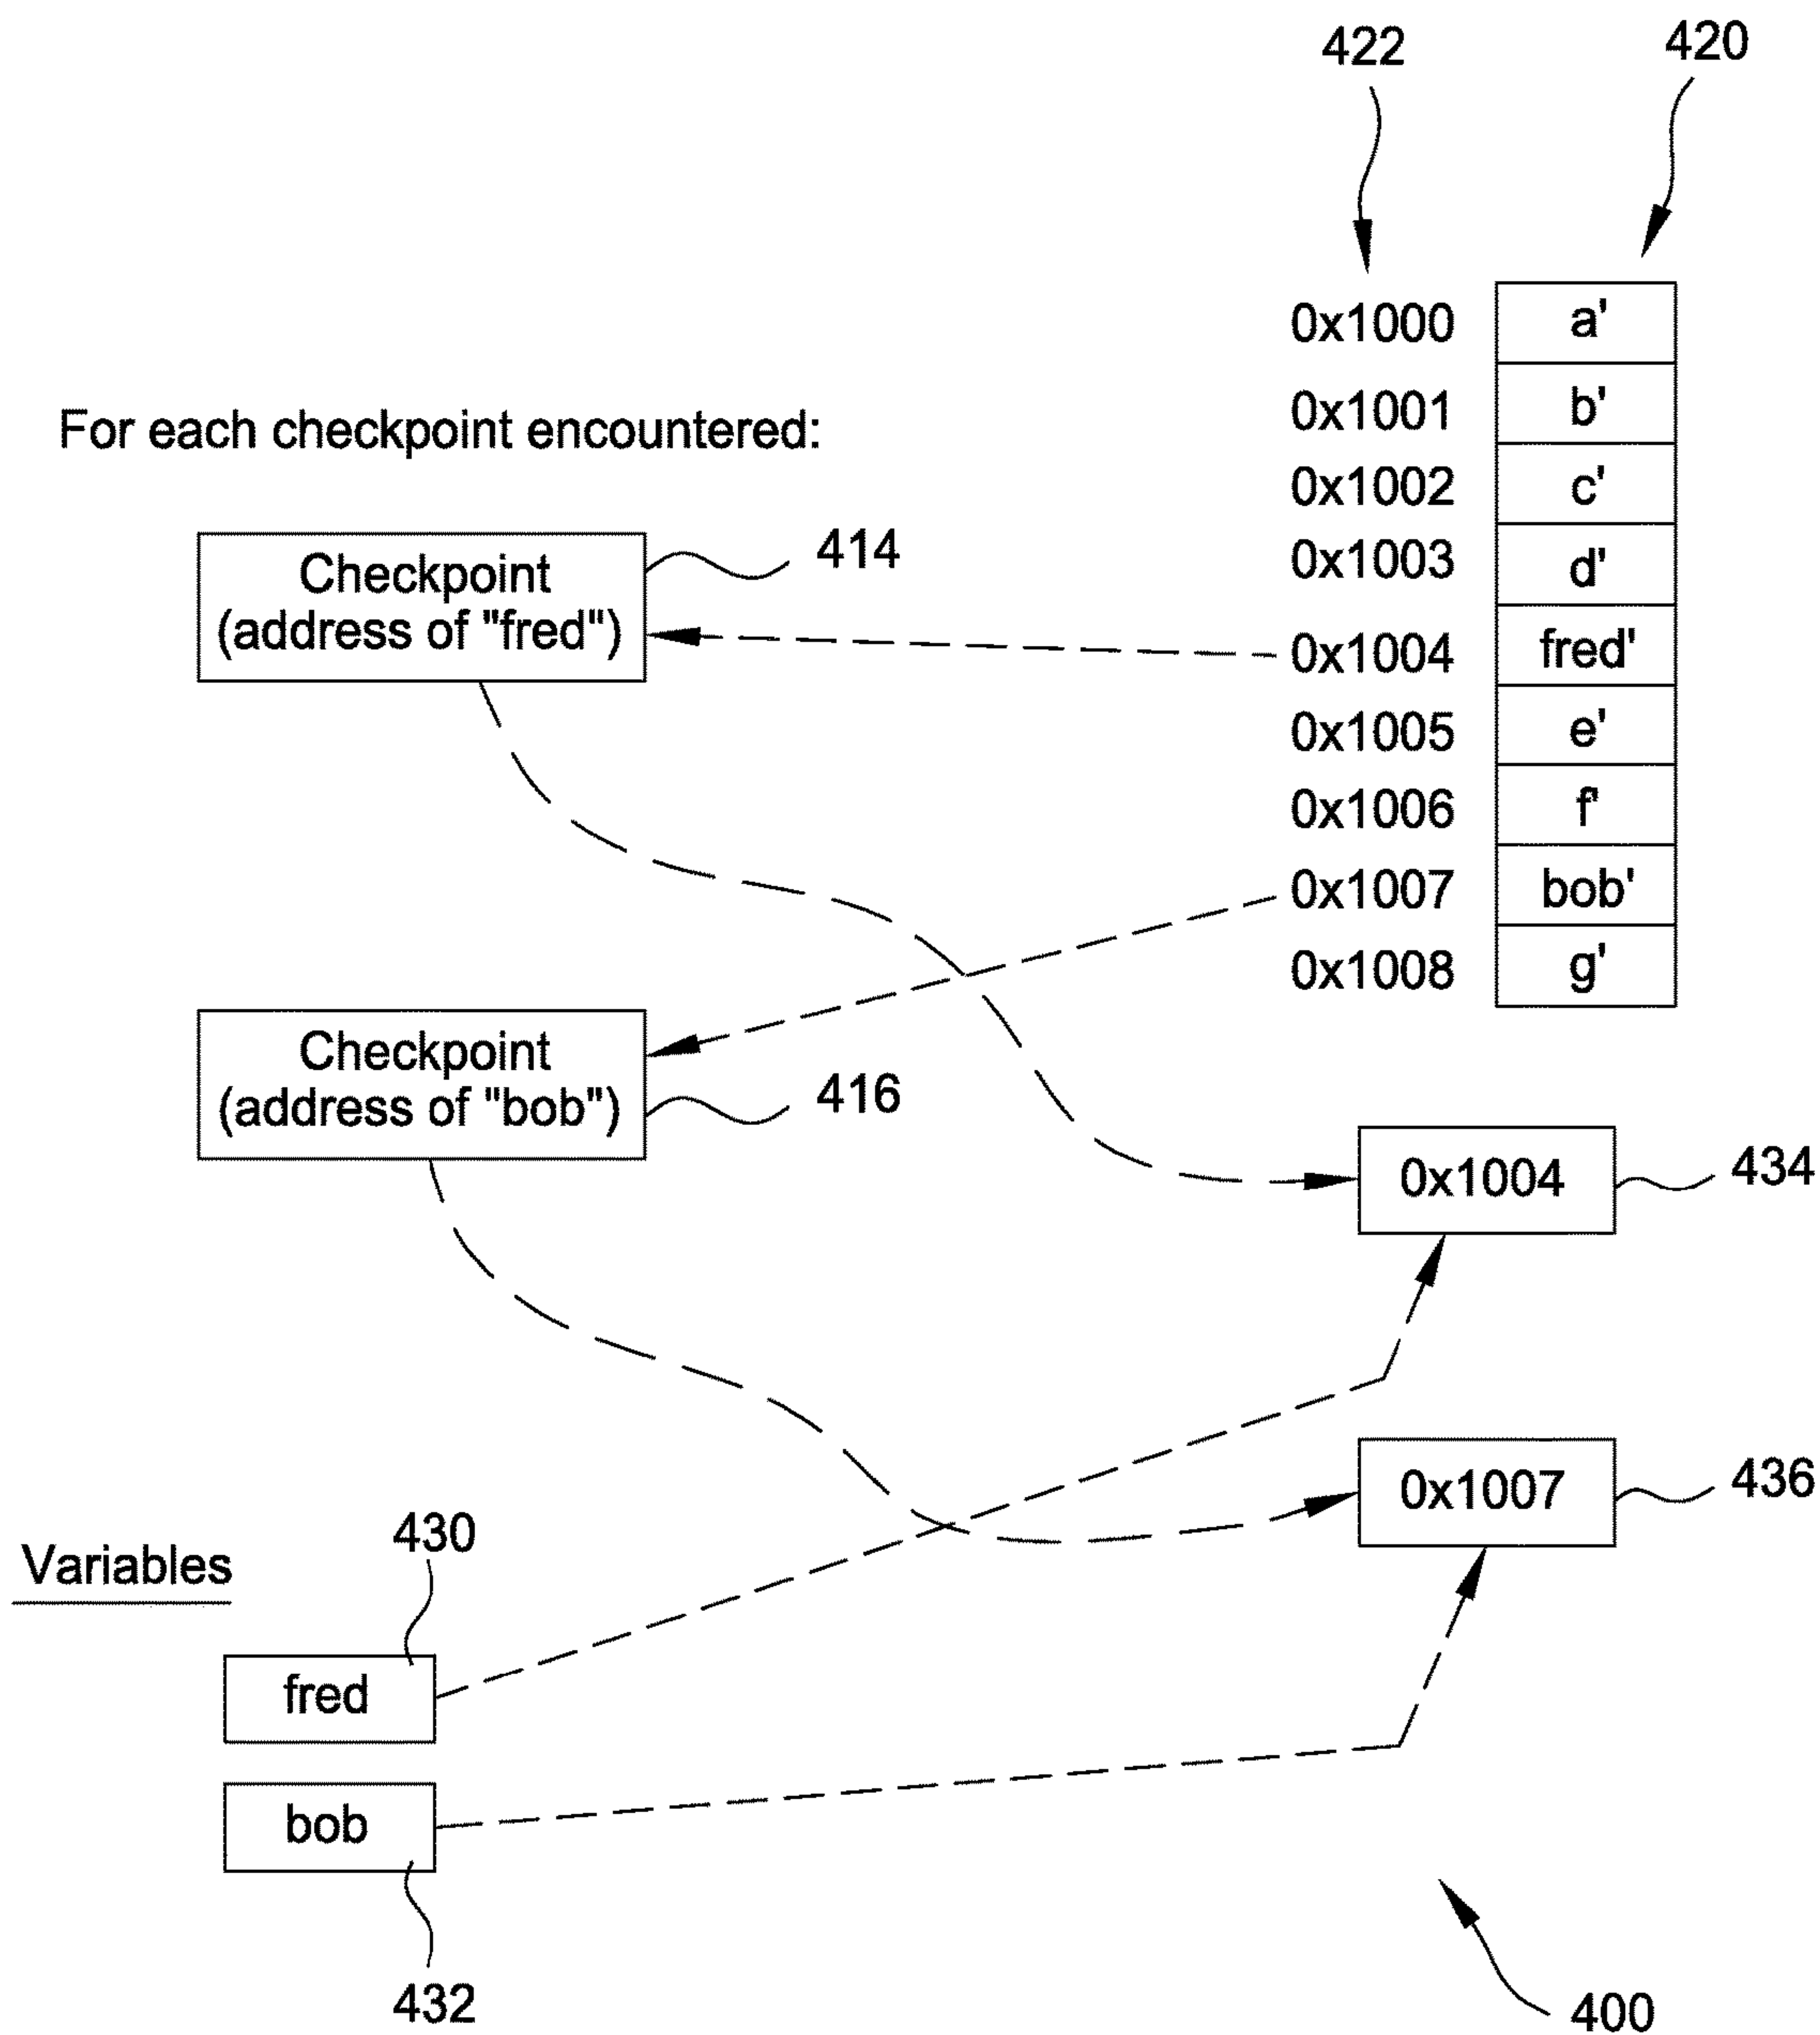 422
420
0x1000 a'
For each checkpoint encountered:
0x1001 b'
0x1002 c'
Checkpoint
(address of "fred")
414
0x1003 d'
0x1004 fred'
0x1005 e'
0x1006 f'
0x1007 bob'
0x1008 g'
Checkpoint
(address of "bob")
416
0x1004
434
0x1007
436
Variables
430
fred
bob
432
400